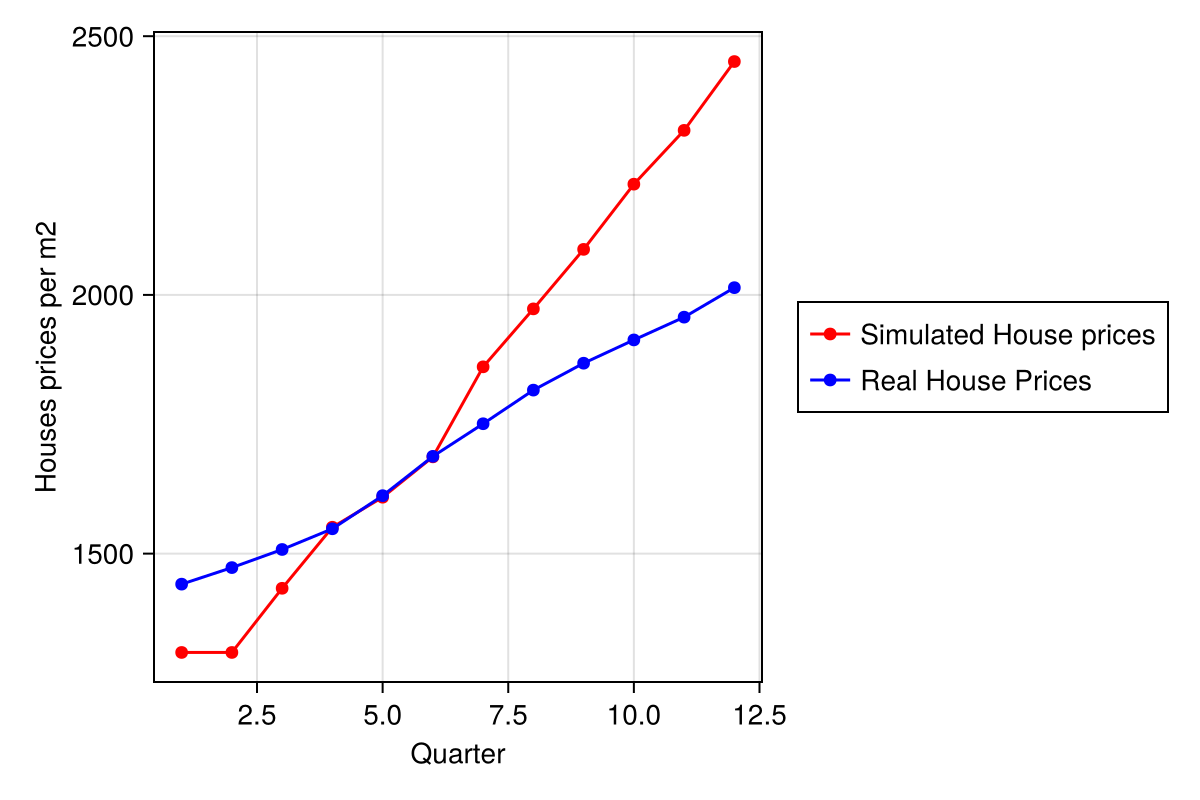 2500
2000
1500
Houses prices per m2
2.5 5.0 7.5 10.0 12.5
Quarter
Simulated House prices
Real House Prices